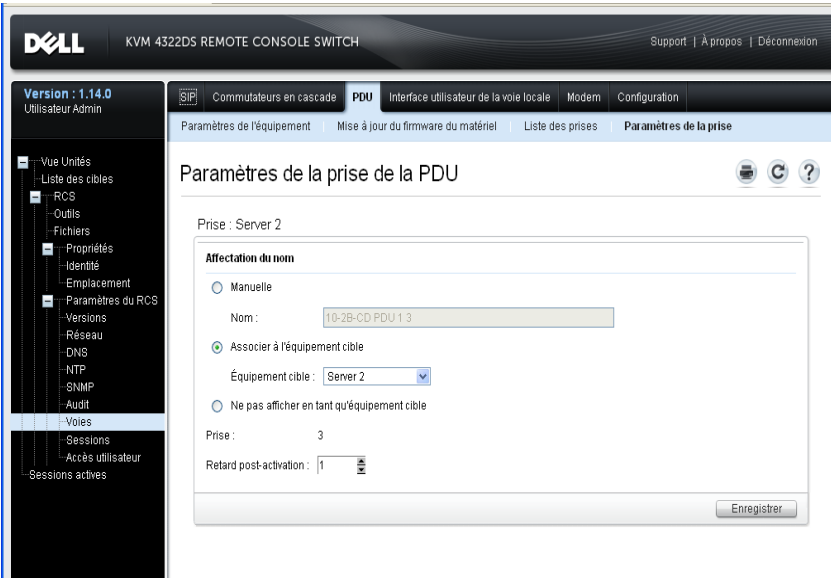 DELL
KVM 4322DS REMOTE CONSOLE SWITCH
Support | À propos | Déconnexion
Version : 1.14.0
Utilisateur Admin
SIP
Commutateurs en cascade
PDU
Interface utilisateur de la voie locale
Modem
Configuration
Paramètres de l'équipement
Mise à jour du firmware du matériel
Liste des prises
Paramètres de la prise
Vue Unités
Liste des cibles
RCS
Outils
Fichiers
Propriétés
Identité
Emplacement
Paramètres du RCS
Versions
Réseau
DNS
NTP
SNMP
Audit
Voies
Sessions
Accès utilisateur
Sessions actives
Paramètres de la prise de la PDU
?
Prise : Server 2
Affectation du nom
Manuelle
Nom :
10-2B-CD PDU 1 3
Associer à l'équipement cible
Équipement cible :
Server 2
Ne pas afficher en tant qu'équipement cible
Prise :
3
Retard post-activation :
1
Enregistrer